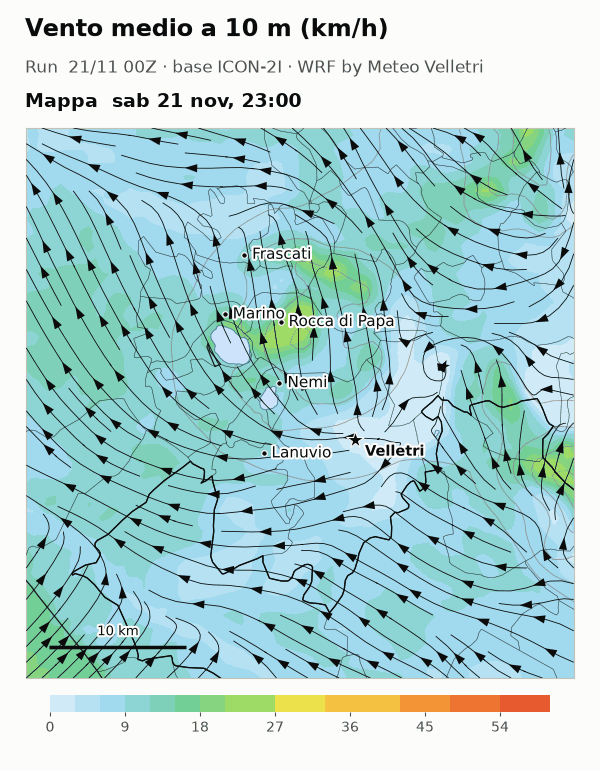 Vento medio a 10 m (km/h)
Run 21/11 00Z · base ICON-2I · WRF by Meteo Velletri
Mappa sab 21 nov, 23:00
Frascati
Marino
Rocca di Papa
Nemi
Velletri
Lanuvio
10 km
0 9 18 27 36 45 54